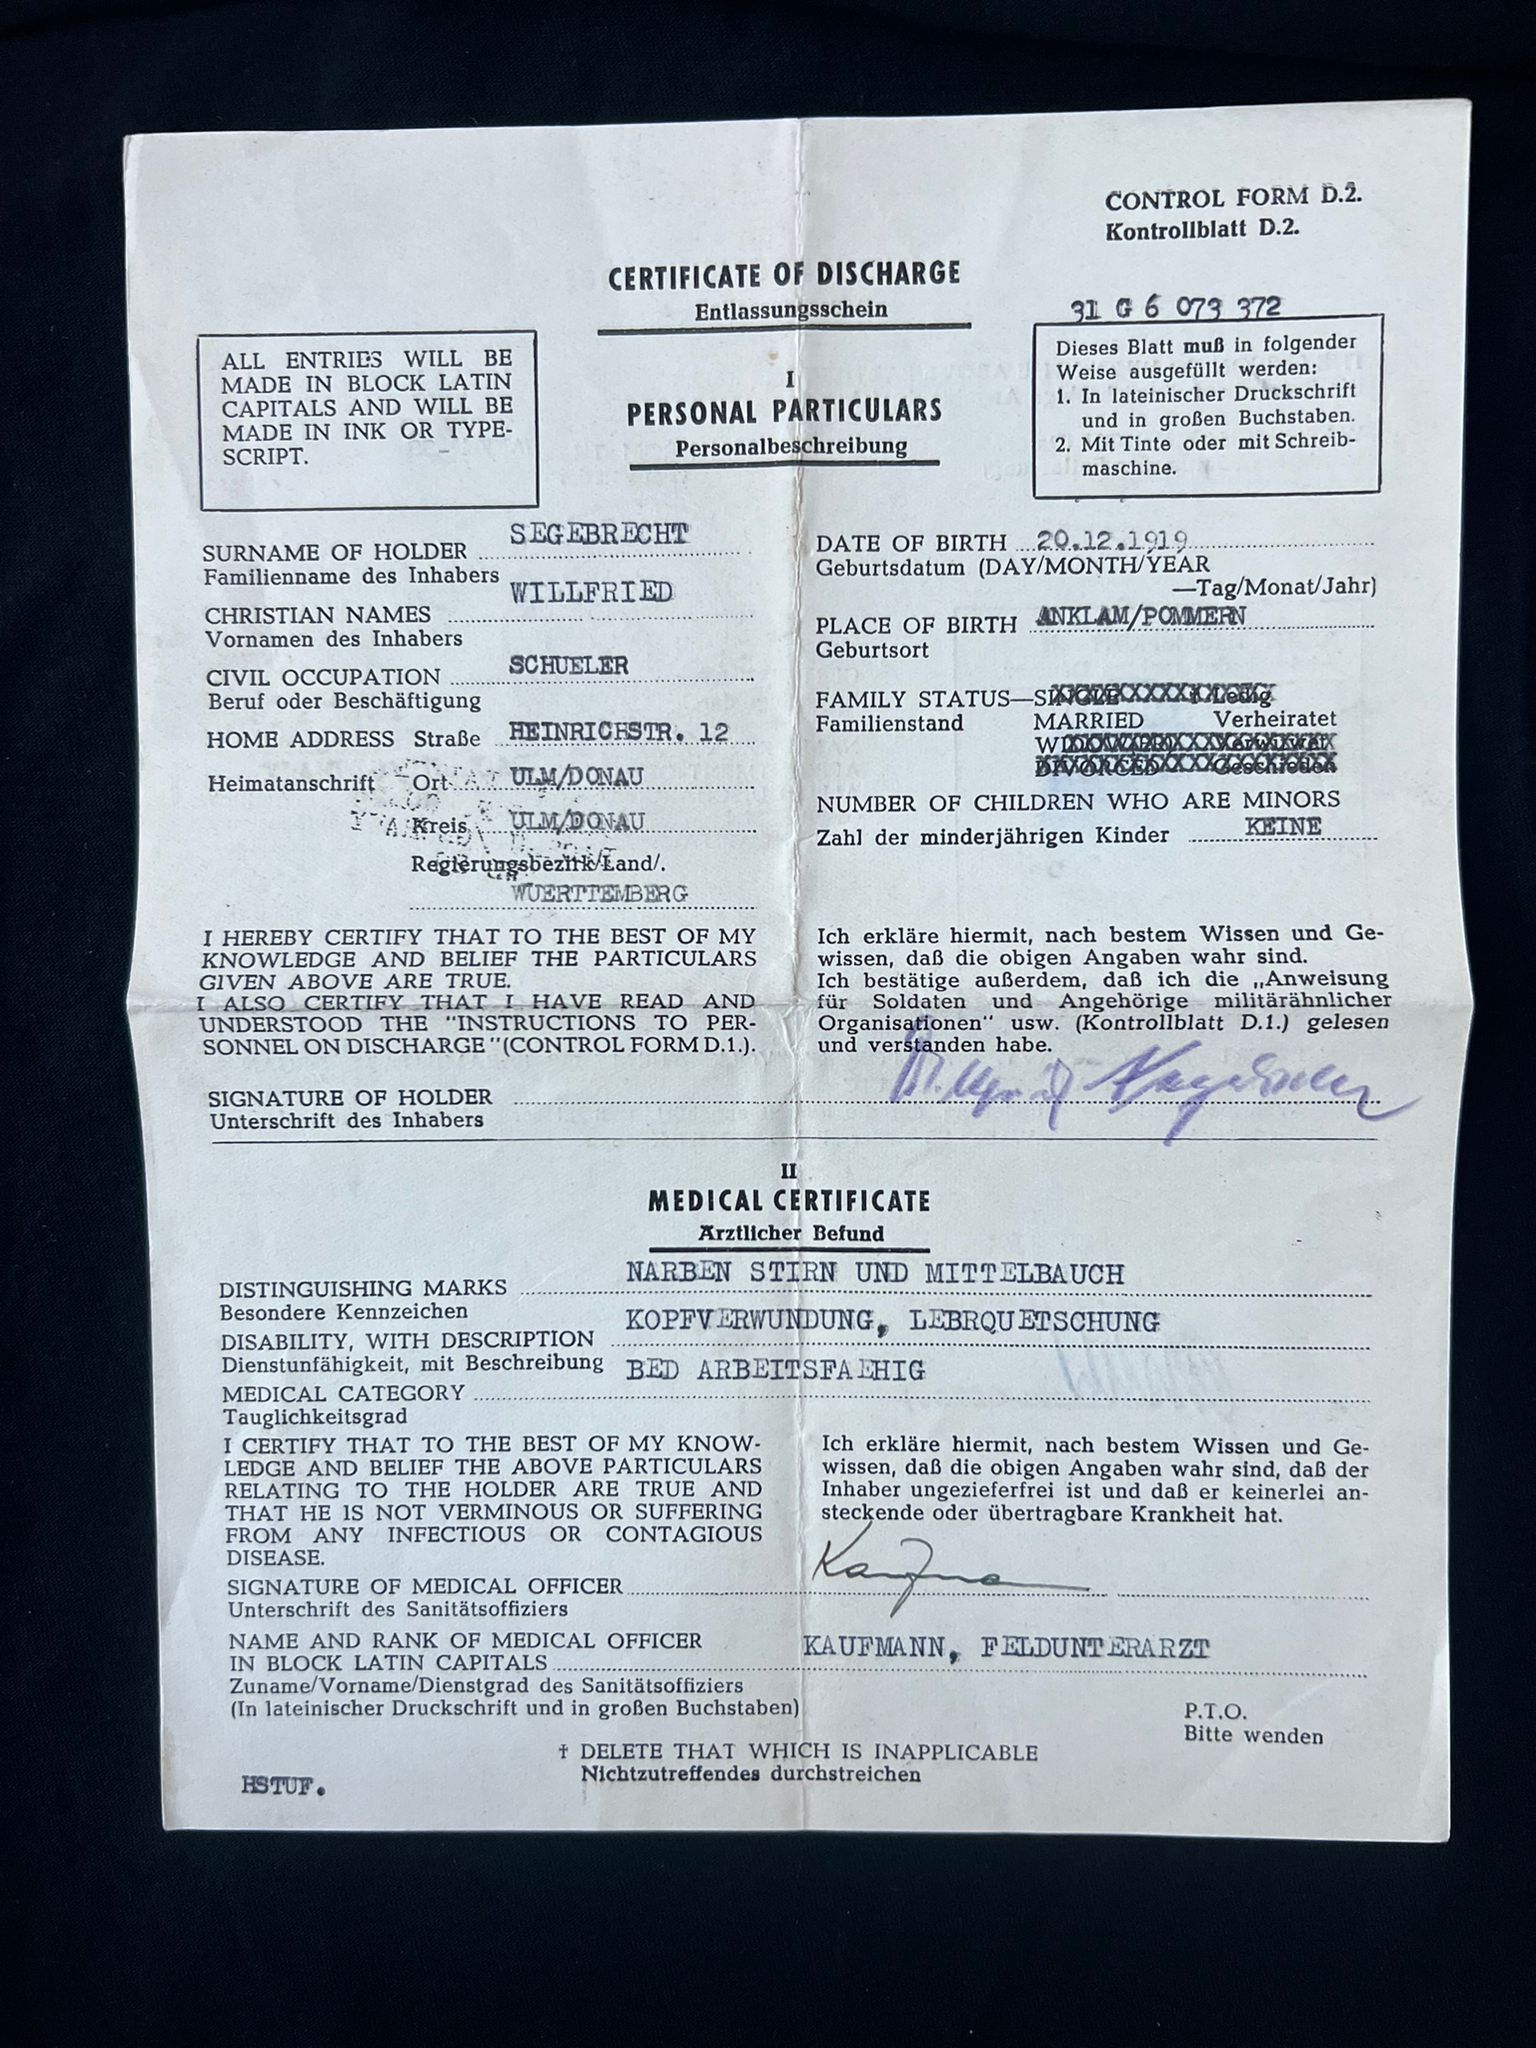 CONTROL FORM D.2.
Kontrollblatt D.2.
CERTIFICATE OF DISCHARGE
Entlassungsschein
31 G 6 073 372
ALL ENTRIES WILL BE
MADE IN BLOCK LATIN
CAPITALS AND WILL BE
MADE IN INK OR TYPE-
SCRIPT.
I
PERSONAL PARTICULARS
Personalbeschreibung
Dieses Blatt muß in folgender
Weise ausgefüllt werden:
1. In lateinischer Druckschrift
und in großen Buchstaben.
2. Mit Tinte oder mit Schreib-
maschine.
SURNAME OF HOLDER SEGEBRECHT
Familienname des Inhabers
CHRISTIAN NAMES WILLFRIED
Vornamen des Inhabers
CIVIL OCCUPATION SCHUELER
Beruf oder Beschäftigung
HOME ADDRESS Straße HEINRICHSTR. 12
Heimatanschrift Ort ULM/DONAU
Kreis ULM/DONAU
Regierungsbezirk/Land/.
WUERTTEMBERG
DATE OF BIRTH 20.12.1919
Geburtsdatum (DAY/MONTH/YEAR
—Tag/Monat/Jahr)
PLACE OF BIRTH ANKLAM/POMMERN
Geburtsort
FAMILY STATUS—SINGLE Ledig
Familienstand MARRIED Verheiratet
WIDOWER Verwitwet
DIVORCED Geschieden
NUMBER OF CHILDREN WHO ARE MINORS
Zahl der minderjährigen Kinder KEINE
I HEREBY CERTIFY THAT TO THE BEST OF MY
KNOWLEDGE AND BELIEF THE PARTICULARS
GIVEN ABOVE ARE TRUE.
I ALSO CERTIFY THAT I HAVE READ AND
UNDERSTOOD THE "INSTRUCTIONS TO PER-
SONNEL ON DISCHARGE" (CONTROL FORM D.1.).
Ich erkläre hiermit, nach bestem Wissen und Ge-
wissen, daß die obigen Angaben wahr sind.
Ich bestätige außerdem, daß ich die „Anweisung
für Soldaten und Angehörige militärähnlicher
Organisationen" usw. (Kontrollblatt D.1.) gelesen
und verstanden habe.
SIGNATURE OF HOLDER
Unterschrift des Inhabers
II
MEDICAL CERTIFICATE
Ärztlicher Befund
DISTINGUISHING MARKS NARBEN STIRN UND MITTELBAUCH
Besondere Kennzeichen
DISABILITY, WITH DESCRIPTION KOPFVERWUNDUNG, LEBRQUETSCHUNG
Dienstunfähigkeit, mit Beschreibung
MEDICAL CATEGORY BED ARBEITSFAEHIG
Tauglichkeitsgrad
I CERTIFY THAT TO THE BEST OF MY KNOW-
LEDGE AND BELIEF THE ABOVE PARTICULARS
RELATING TO THE HOLDER ARE TRUE AND
THAT HE IS NOT VERMINOUS OR SUFFERING
FROM ANY INFECTIOUS OR CONTAGIOUS
DISEASE.
Ich erkläre hiermit, nach bestem Wissen und Ge-
wissen, daß die obigen Angaben wahr sind, daß der
Inhaber ungezieferfrei ist und daß er keinerlei an-
steckende oder übertragbare Krankheit hat.
SIGNATURE OF MEDICAL OFFICER Kaufmann
Unterschrift des Sanitätsoffiziers
NAME AND RANK OF MEDICAL OFFICER
IN BLOCK LATIN CAPITALS KAUFMANN, FELDUNTERARZT
Zuname/Vorname/Dienstgrad des Sanitätsoffiziers
(In lateinischer Druckschrift und in großen Buchstaben)
P.T.O.
Bitte wenden
† DELETE THAT WHICH IS INAPPLICABLE
Nichtzutreffendes durchstreichen
HSTUF.